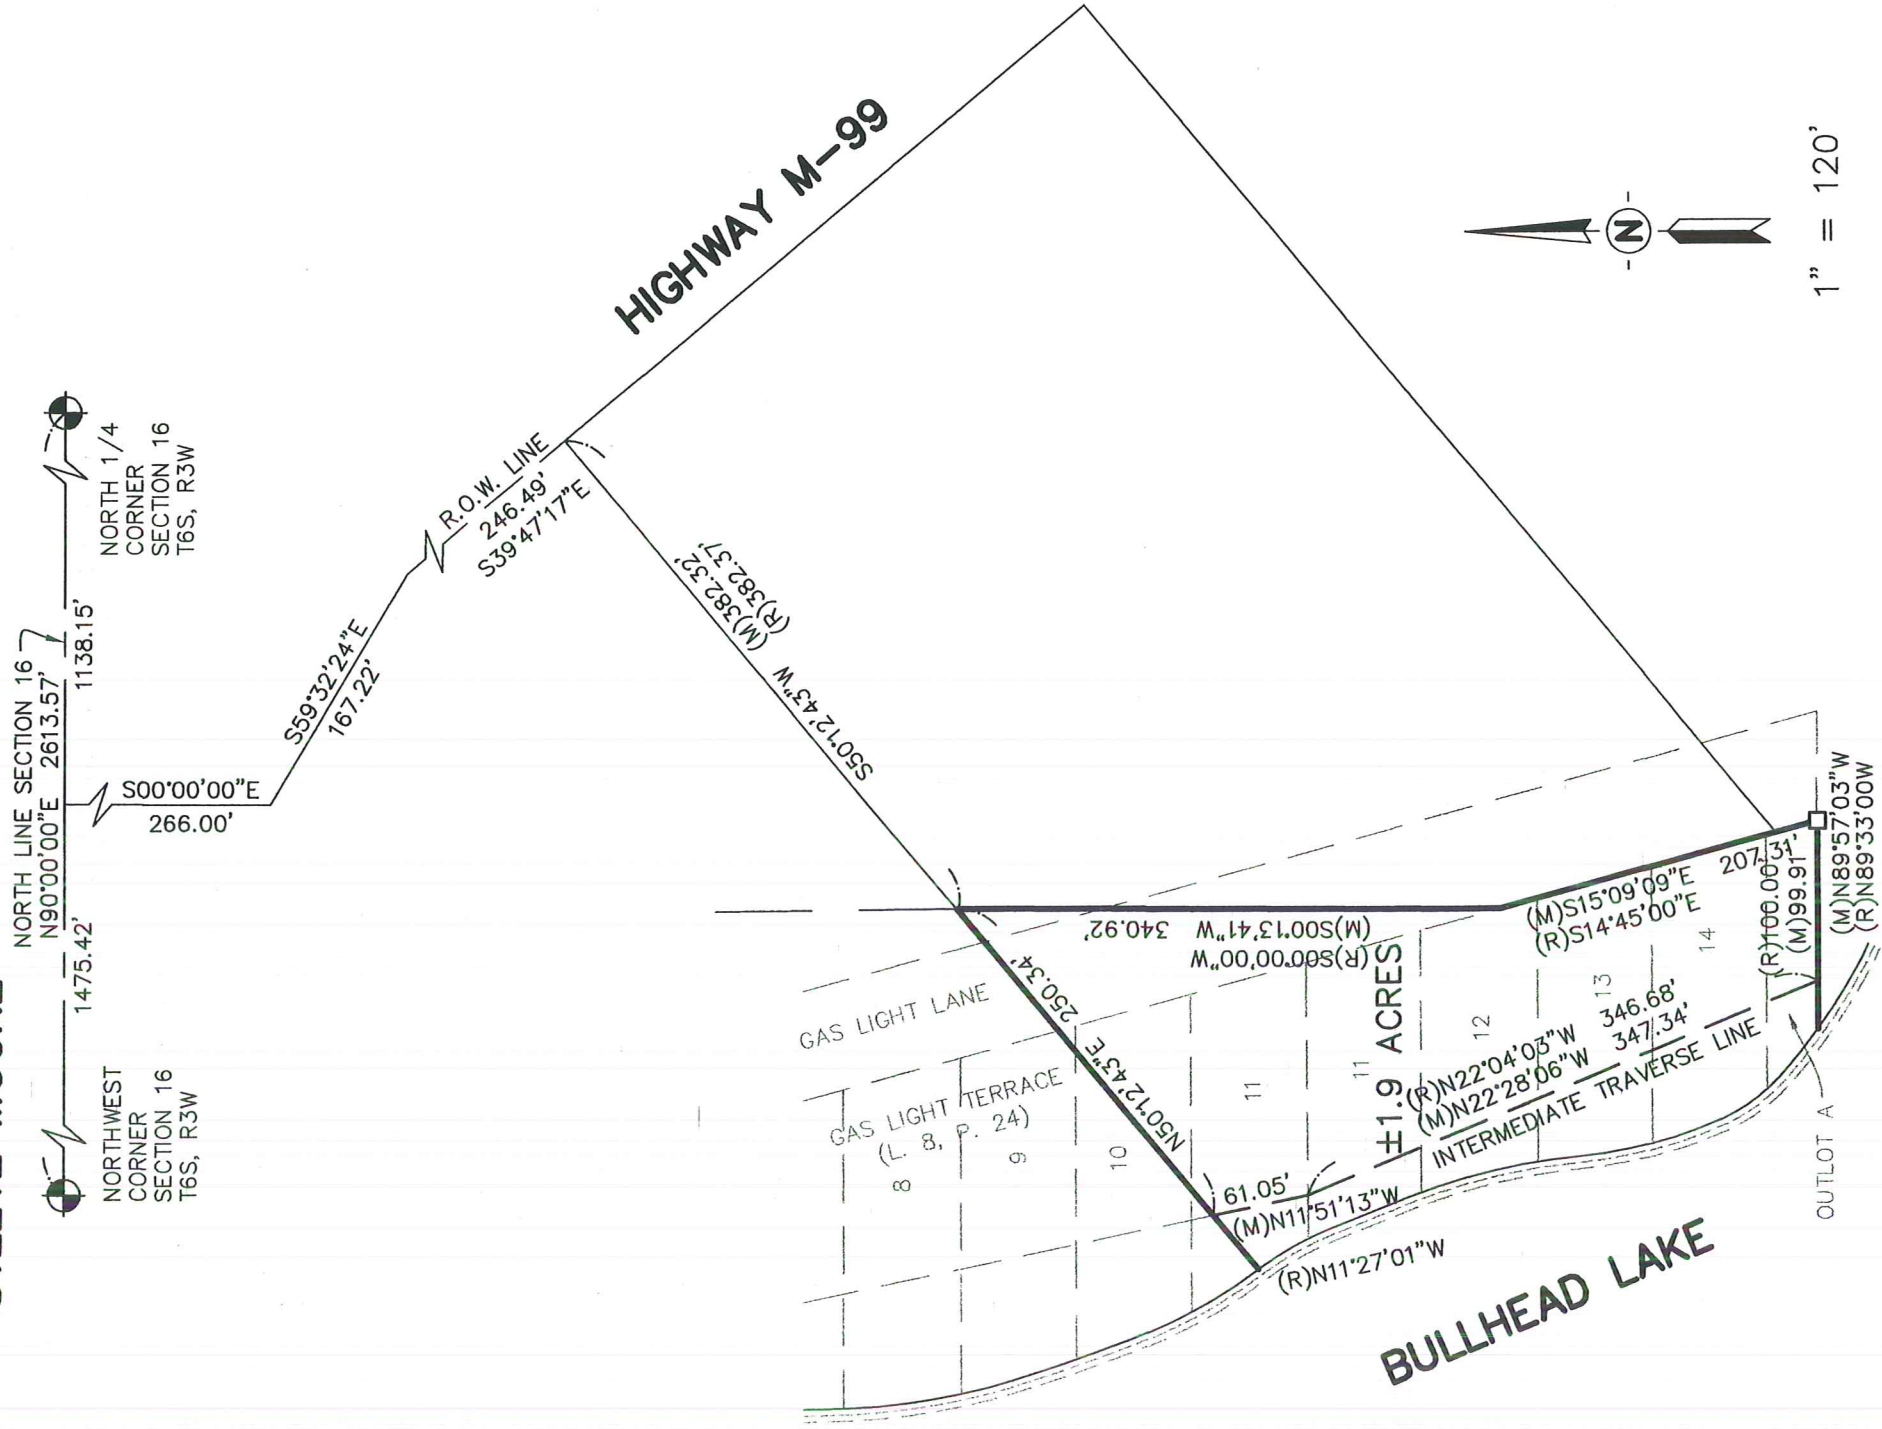 NORTH LINE SECTION 16
N90°00'00"E 2613.57'
1475.42'
1138.15'
NORTHWEST
CORNER
SECTION 16
T6S, R3W
NORTH 1/4
CORNER
SECTION 16
T6S, R3W
S00°00'00"E
266.00'
S59°32'24"E
167.22'
R.O.W. LINE
246.49'
S39°47'17"E
HIGHWAY M-99
S50°12'43"W
(M)382.32'
(R)382.37'
GAS LIGHT LANE
GAS LIGHT TERRACE
(L. 8, P. 24)
8
9
10
11
11
12
13
14
N50°12'43"E 250.34'
(M)S00°13'41"W 340.92'
(R)S00°00'00"W
±1.9 ACRES
(M)S15°09'09"E 207.31'
(R)S14°45'00"E
(R)100.00'
(M)99.91'
(M)N89°57'03"W
(R)N89°33'00W
(R)N22°04'03"W 346.68'
(M)N22°28'06"W 347.34'
INTERMEDIATE TRAVERSE LINE
61.05'
(M)N11°51'13"W
(R)N11°27'01"W
OUTLOT A
BULLHEAD LAKE
N
1" = 120'